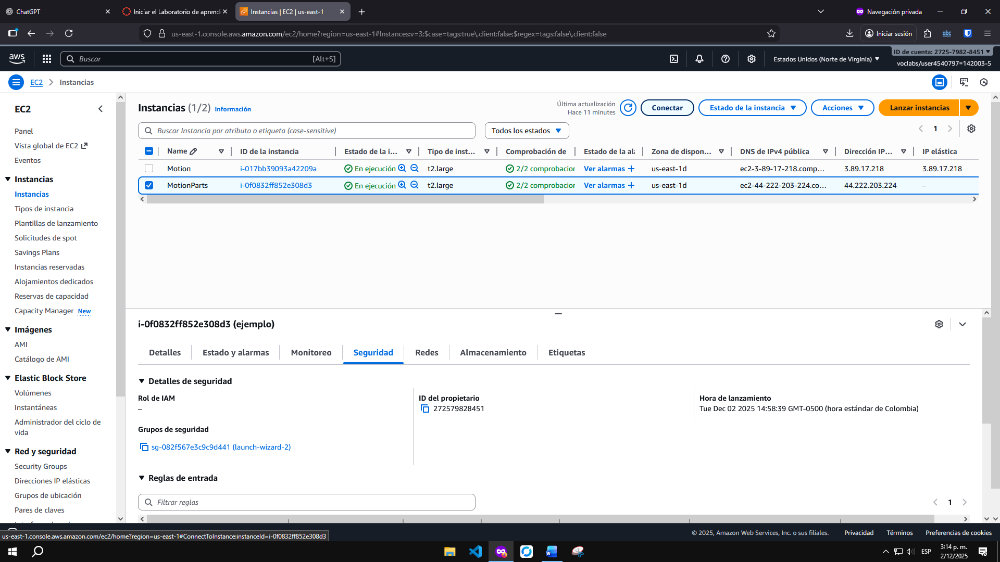 ChatGPT
Iniciar el Laboratorio de aprend
Instancias | EC2 | us-east-1
Navegación privada
us-east-1.console.aws.amazon.com/ec2/home?region=us-east-1#Instances:v=3;$case=tags:true\,client:false;$regex=tags:false\,client:false
Iniciar sesión
abc
aws
Buscar
[Alt+S]
Estados Unidos (Norte de Virginia)
ID de cuenta: 2725-7982-8451
voclabs/user4540797=142003-5
EC2
Instancias
EC2
Panel
Vista global de EC2
Eventos
Instancias
Instancias
Tipos de instancia
Plantillas de lanzamiento
Solicitudes de spot
Savings Plans
Instancias reservadas
Alojamientos dedicados
Reservas de capacidad
Capacity Manager New
Imágenes
AMI
Catálogo de AMI
Elastic Block Store
Volúmenes
Instantáneas
Administrador del ciclo de
vida
Red y seguridad
Security Groups
Direcciones IP elásticas
Grupos de ubicación
Pares de claves
Instancias (1/2) Información
Última actualización
Hace 11 minutes
Conectar
Estado de la instancia
Acciones
Lanzar instancias
Buscar Instancia por atributo o etiqueta (case-sensitive)
Todos los estados
1
Name ID de la instancia Estado de la i... Tipo de inst... Comprobación de Estado de la al Zona de dispon... DNS de IPv4 pública Dirección IP... IP elástica
Motion i-017bb39093a42209a En ejecución t2.large 2/2 comprobacior Ver alarmas + us-east-1d ec2-3-89-17-218.comp... 3.89.17.218 3.89.17.218
MotionParts i-0f0832ff852e308d3 En ejecución t2.large 2/2 comprobacior Ver alarmas + us-east-1d ec2-44-222-203-224.co... 44.222.203.224 –
i-0f0832ff852e308d3 (ejemplo)
Detalles
Estado y alarmas
Monitoreo
Seguridad
Redes
Almacenamiento
Etiquetas
Detalles de seguridad
Rol de IAM
–
ID del propietario
272579828451
Hora de lanzamiento
Tue Dec 02 2025 14:58:39 GMT-0500 (hora estándar de Colombia)
Grupos de seguridad
sg-082f567e3c9c9d441 (launch-wizard-2)
Reglas de entrada
Filtrar reglas
1
us-east-1.console.aws.amazon.com/ec2/home?region=us-east-1#ConnectToInstance:instanceId=i-0f0832ff852e308d3
© 2025, Amazon Web Services, Inc. o sus filiales.
Privacidad
Términos
Preferencias de cookies
ESP
3:14 p. m.
2/12/2025